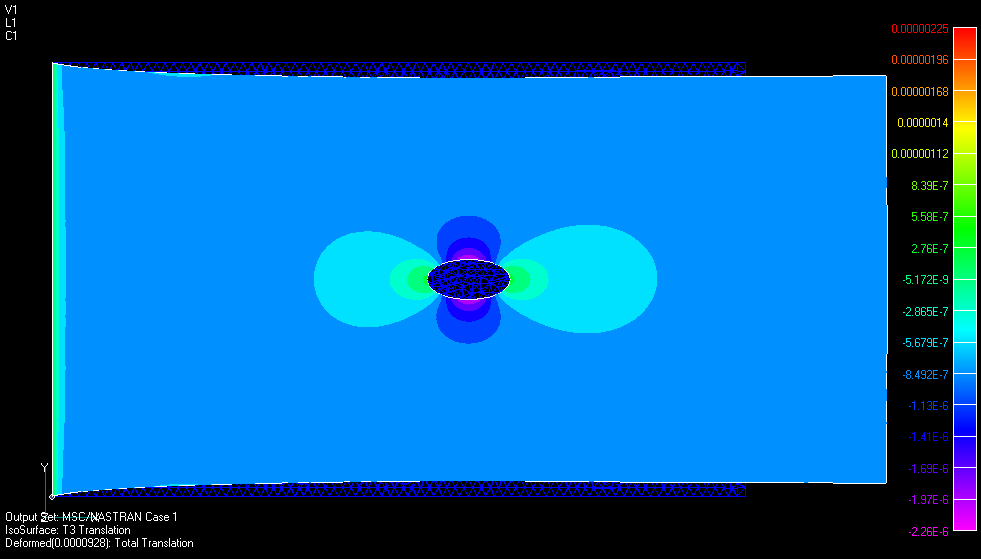 V1
L1
C1
0.00000225
0.00000196
0.00000168
0.0000014
0.00000112
8.39E-7
5.58E-7
2.76E-7
-5.172E-9
-2.865E-7
-5.679E-7
-8.492E-7
-1.13E-6
-1.41E-6
-1.69E-6
-1.97E-6
-2.26E-6
Y
Z X
Output Set: MSC/NASTRAN Case 1
IsoSurface: T3 Translation
Deformed(0.0000928): Total Translation